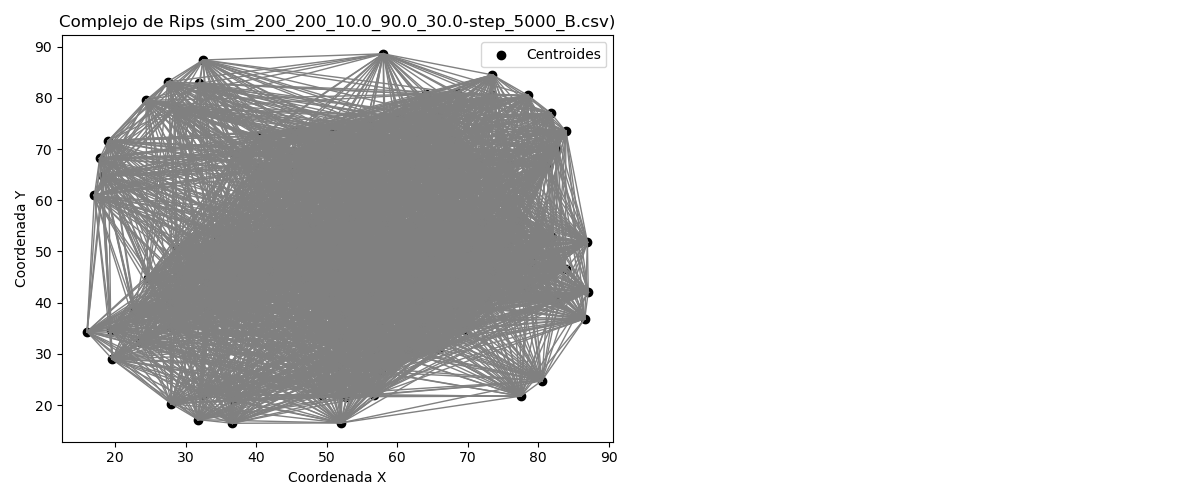 Complejo de Rips (sim_200_200_10.0_90.0_30.0-step_5000_B.csv)
Centroides
Coordenada Y
90
80
70
60
50
40
30
20
20 30 40 50 60 70 80 90
Coordenada X